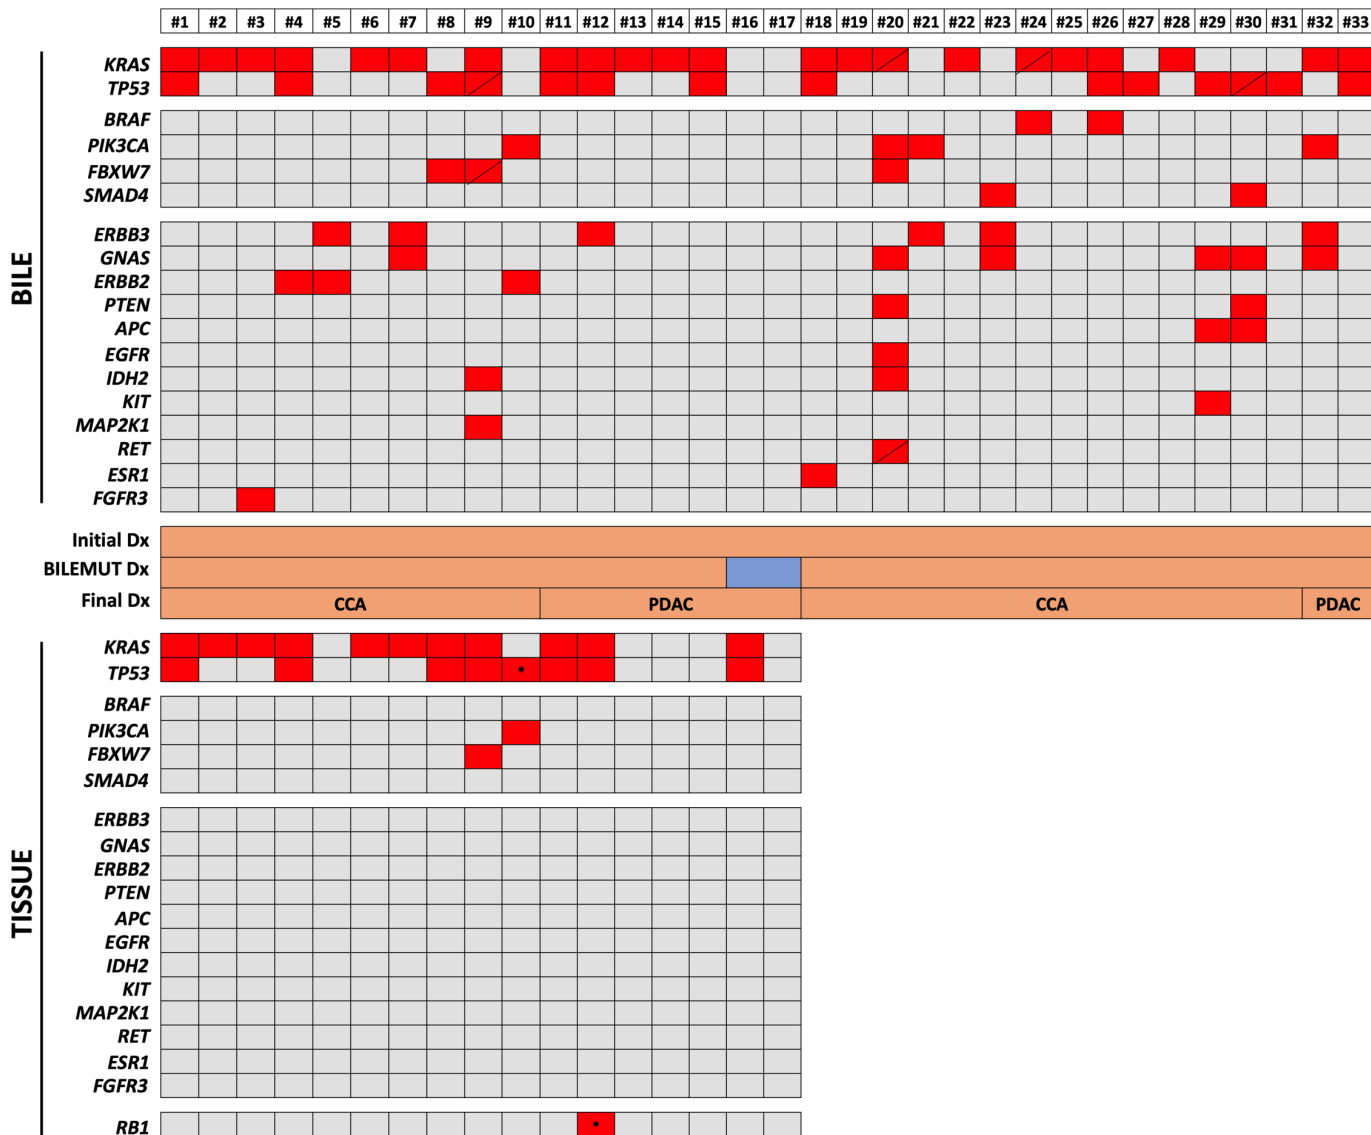 #1 #2 #3 #4 #5 #6 #7 #8 #9 #10 #11 #12 #13 #14 #15 #16 #17 #18 #19 #20 #21 #22 #23 #24 #25 #26 #27 #28 #29 #30 #31 #32 #33
BILE
KRAS
TP53
BRAF
PIK3CA
FBXW7
SMAD4
ERBB3
GNAS
ERBB2
PTEN
APC
EGFR
IDH2
KIT
MAP2K1
RET
ESR1
FGFR3
Initial Dx
BILEMUT Dx
Final Dx CCA PDAC CCA PDAC
TISSUE
KRAS
TP53 *
BRAF
PIK3CA
FBXW7
SMAD4
ERBB3
GNAS
ERBB2
PTEN
APC
EGFR
IDH2
KIT
MAP2K1
RET
ESR1
FGFR3
RB1 *